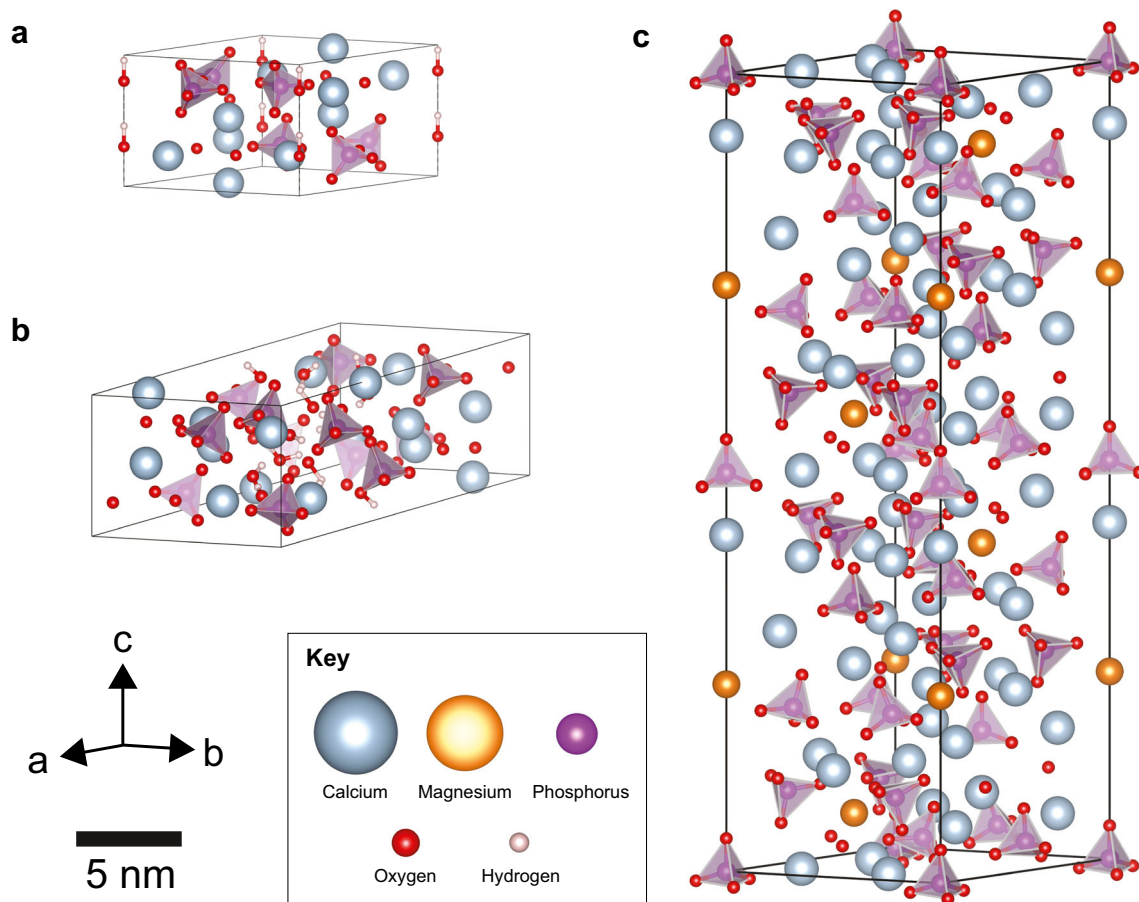 a
b
c
c
a
b
5 nm
Key
Calcium
Magnesium
Phosphorus
Oxygen
Hydrogen